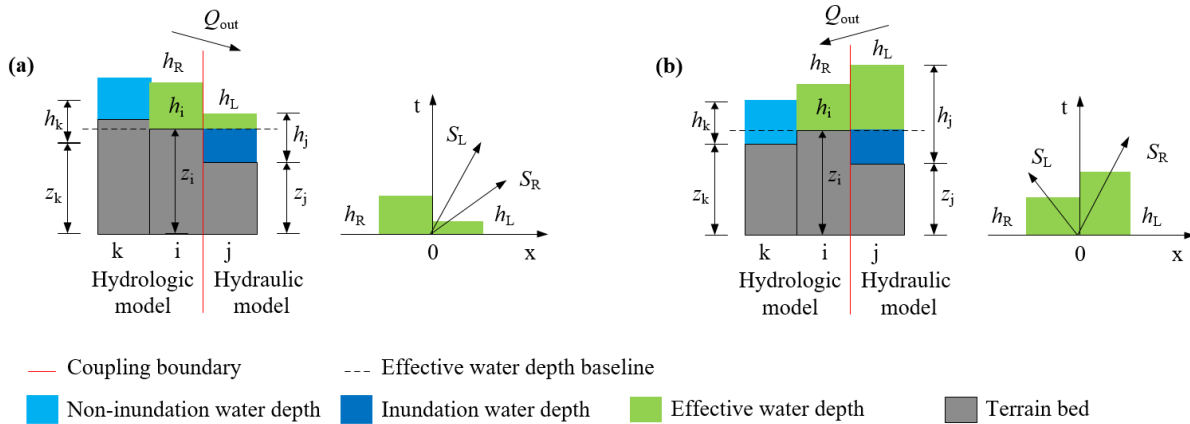 (a)
Q_out
h_R
h_L
h_i
h_k
h_j
z_k
z_i
z_j
k i j
Hydrologic Hydraulic
model model
t
S_L
S_R
h_R
h_L
0
x
(b)
Q_out
h_R
h_L
h_i
h_k
h_j
z_k
z_i
z_j
k i j
Hydrologic Hydraulic
model model
t
S_L
S_R
h_R
h_L
0
x
Coupling boundary Effective water depth baseline
Non-inundation water depth Inundation water depth Effective water depth Terrain bed